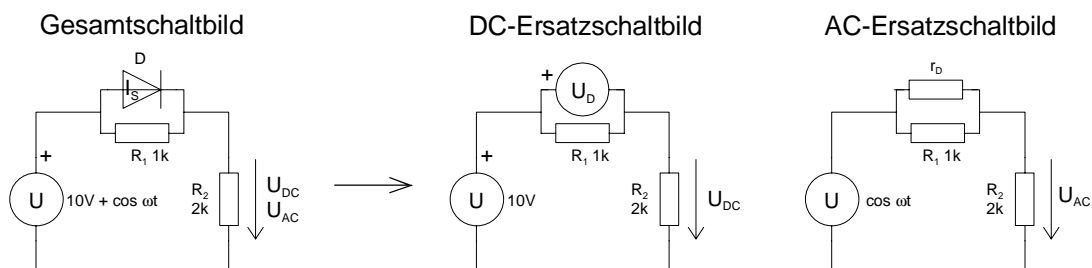 Gesamtschaltbild
D
I_S
R_1 1k
+
U
10V + cos ωt
R_2
2k
U_DC
U_AC
DC-Ersatzschaltbild
+
U_D
R_1 1k
+
U
10V
R_2
2k
U_DC
AC-Ersatzschaltbild
r_D
R_1 1k
U
cos ωt
R_2
2k
U_AC